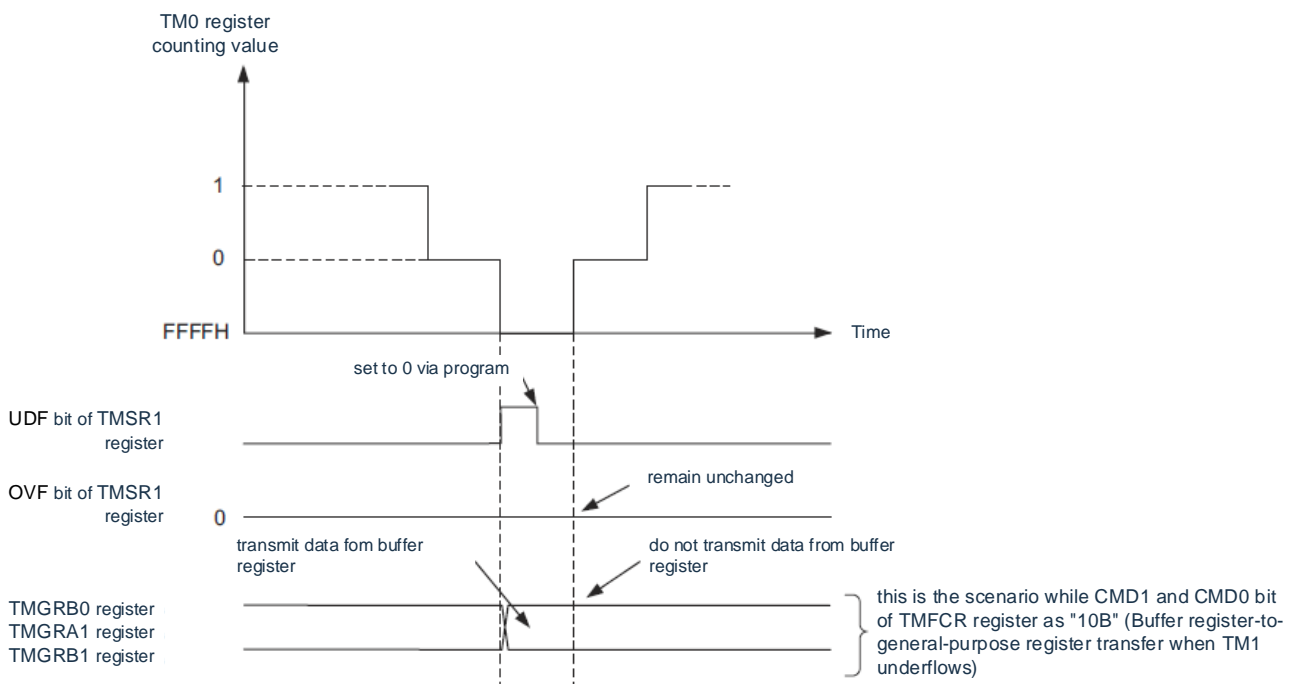 TM0 register
counting value
1
0
FFFFH
Time
set to 0 via program
UDF bit of TMSR1
register
remain unchanged
OVF bit of TMSR1
register
0
transmit data fom buffer
register
do not transmit data from buffer
register
TMGRB0 register
TMGRA1 register
TMGRB1 register
this is the scenario while CMD1 and CMD0 bit
of TMFCR register as "10B" (Buffer register-to-
general-purpose register transfer when TM1
underflows)